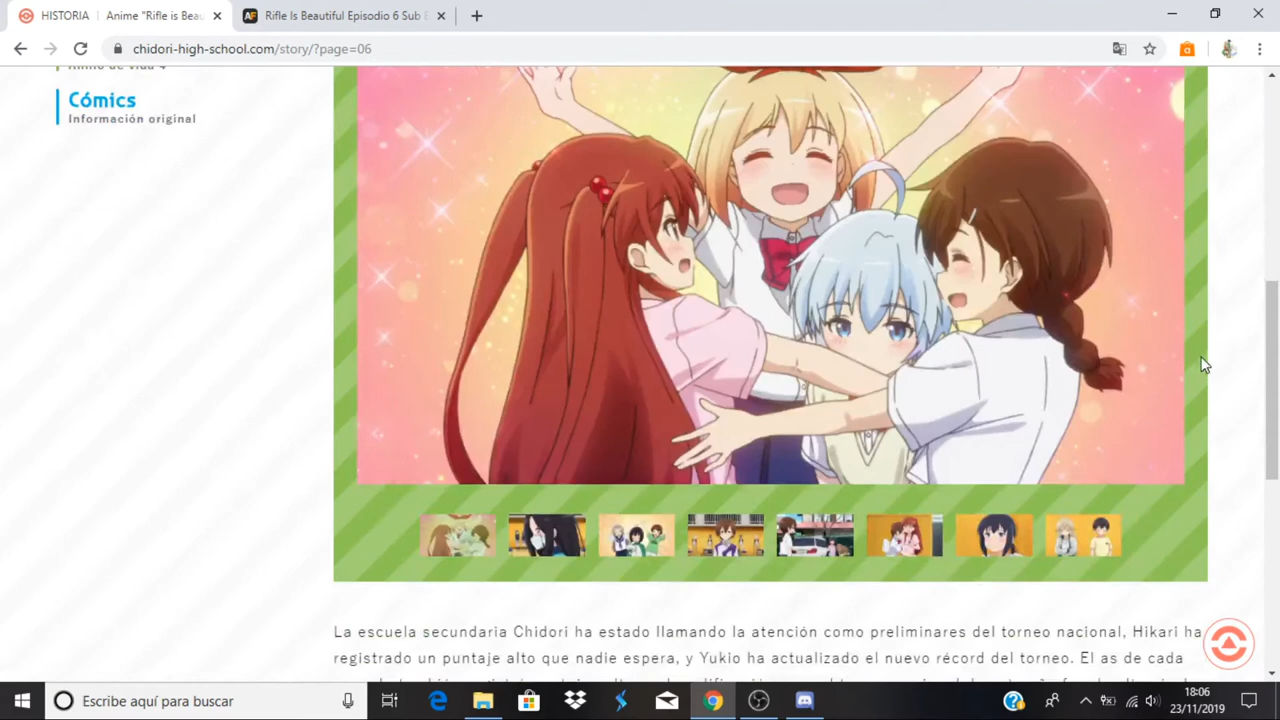 HISTORIA | Anime "Rifle is Beau
AF Rifle Is Beautiful Episodio 6 Sub E
chidori-high-school.com/story/?page=06
Cómics
Información original
La escuela secundaria Chidori ha estado llamando la atención como preliminares del torneo nacional, Hikari ha
registrado un puntaje alto que nadie espera, y Yukio ha actualizado el nuevo récord del torneo. El as de cada
Escribe aquí para buscar
18:06
23/11/2019